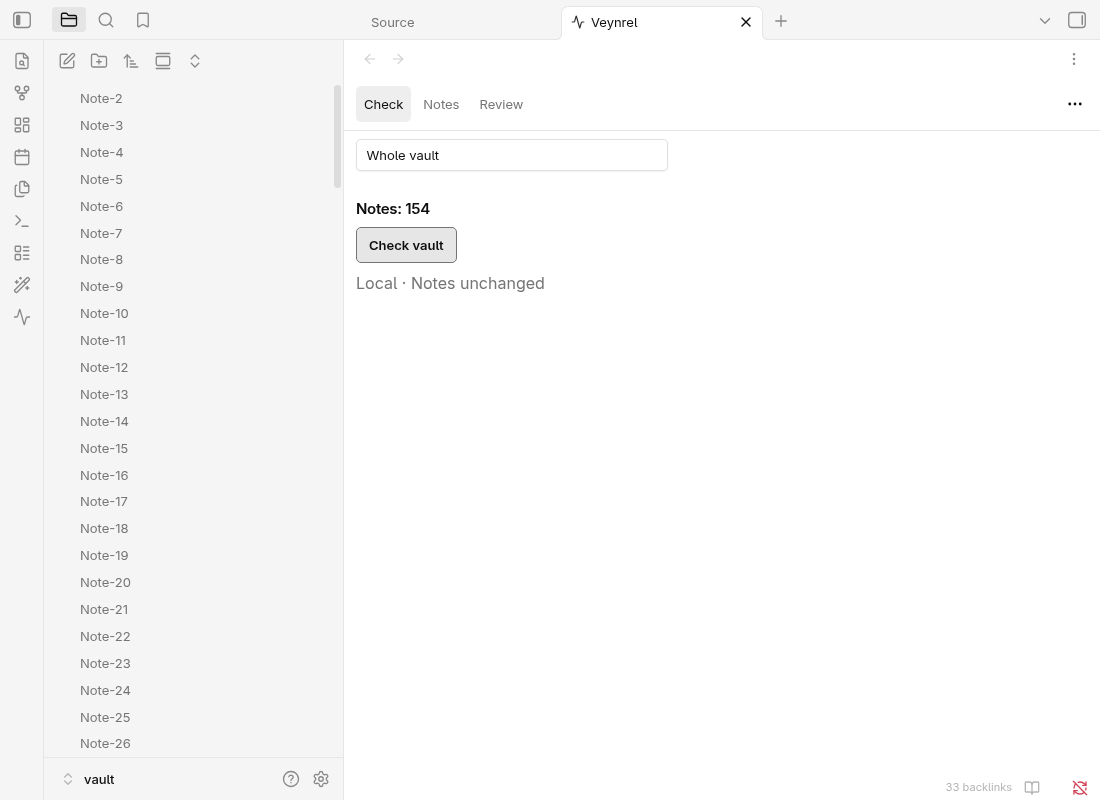 Source
Veynrel
Note-2
Note-3
Note-4
Note-5
Note-6
Note-7
Note-8
Note-9
Note-10
Note-11
Note-12
Note-13
Note-14
Note-15
Note-16
Note-17
Note-18
Note-19
Note-20
Note-21
Note-22
Note-23
Note-24
Note-25
Note-26
vault
Check
Notes
Review
Whole vault
Notes: 154
Check vault
Local · Notes unchanged
33 backlinks